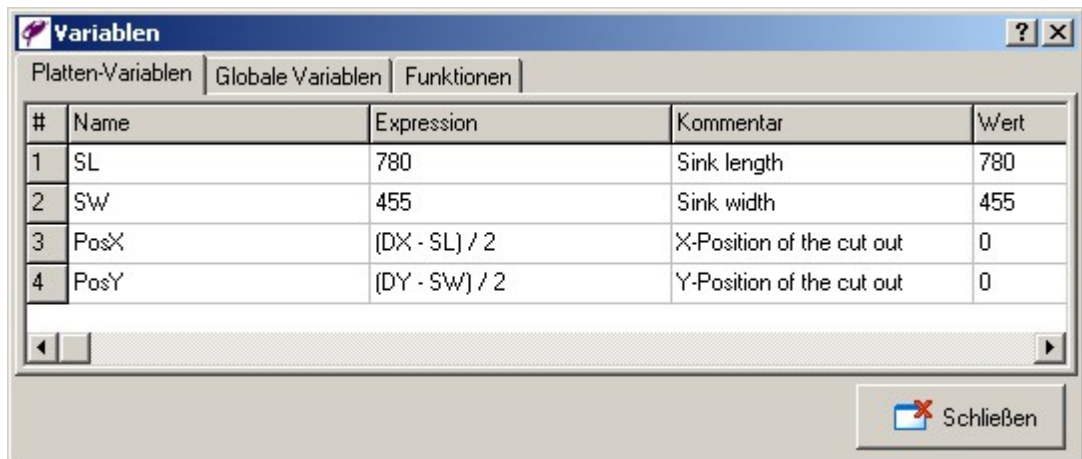 Variablen
Platten-Variablen Globale Variablen Funktionen
# Name Expression Kommentar Wert
1 SL 780 Sink length 780
2 SW 455 Sink width 455
3 PosX (DX - SL) / 2 X-Position of the cut out 0
4 PosY (DY - SW) / 2 Y-Position of the cut out 0
Schließen